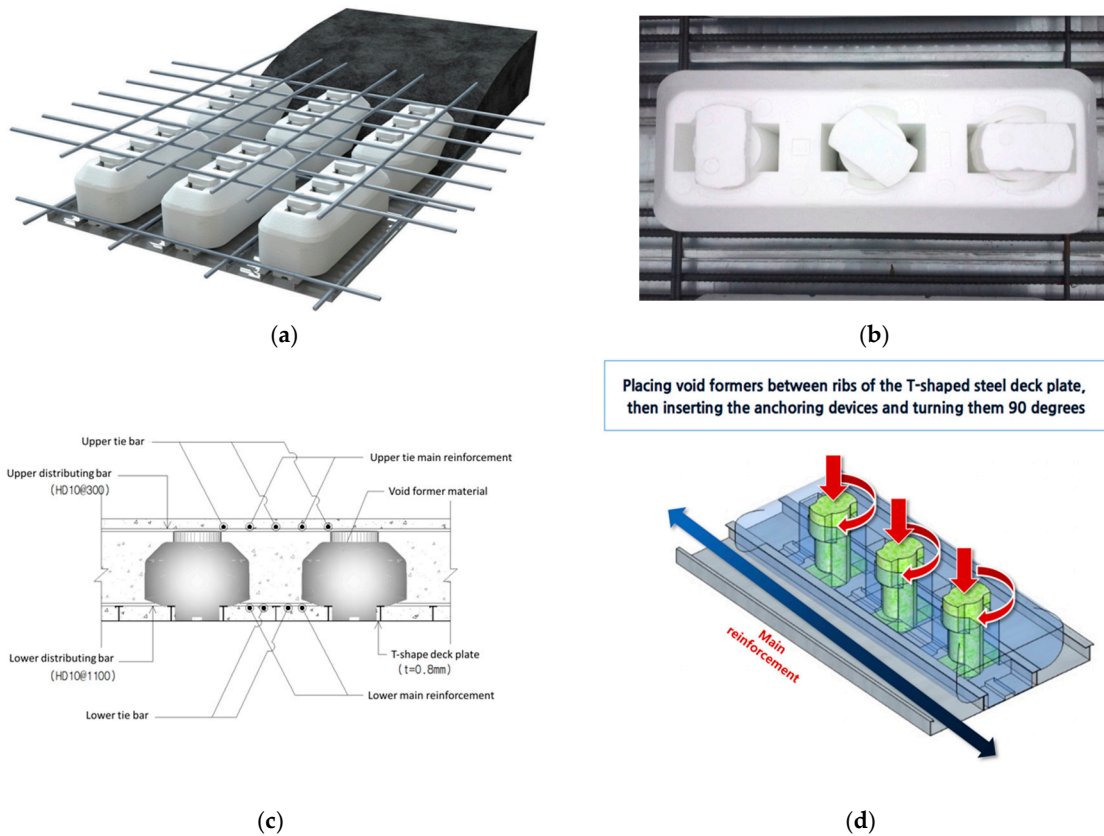 (a)
(b)
Upper tie bar
Upper distributing bar
(HD10@300)
Upper tie main reinforcement
Void former material
Lower distributing bar
(HD10@1100)
T-shape deck plate
(t=0.8mm)
Lower main reinforcement
Lower tie bar
(c)
Placing void formers between ribs of the T-shaped steel deck plate,
then inserting the anchoring devices and turning them 90 degrees
Main
reinforcement
(d)